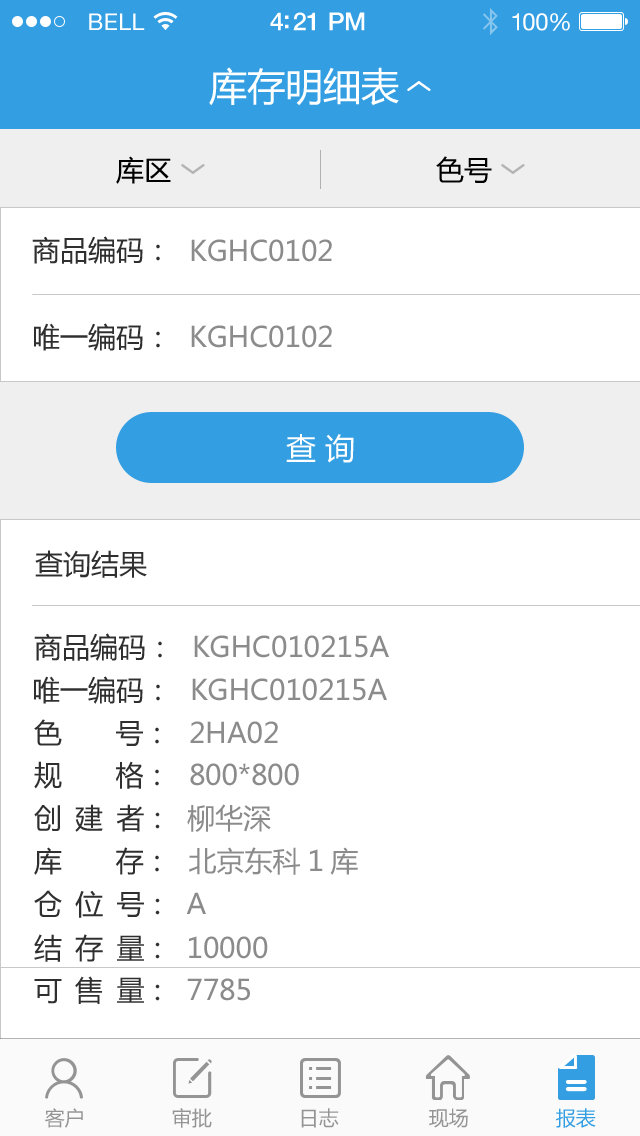 BELL 4:21 PM 100%
库存明细表
库区 色号
商品编码： KGHC0102
唯一编码： KGHC0102
查 询
查询结果
商品编码： KGHC010215A
唯一编码： KGHC010215A
色 号： 2HA02
规 格： 800*800
创 建 者： 柳华深
库 存： 北京东科 1 库
仓 位 号： A
结 存 量： 10000
可 售 量： 7785
客户 审批 日志 现场 报表